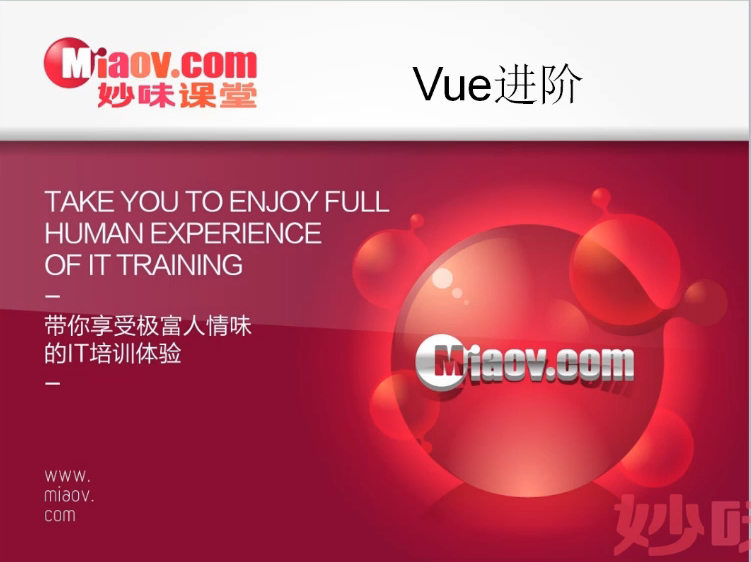 Miaov.com
妙味课堂
Vue进阶
TAKE YOU TO ENJOY FULL
HUMAN EXPERIENCE
OF IT TRAINING
带你享受极富人情味
的IT培训体验
Miaov.com
www.
miaov.
com
妙味